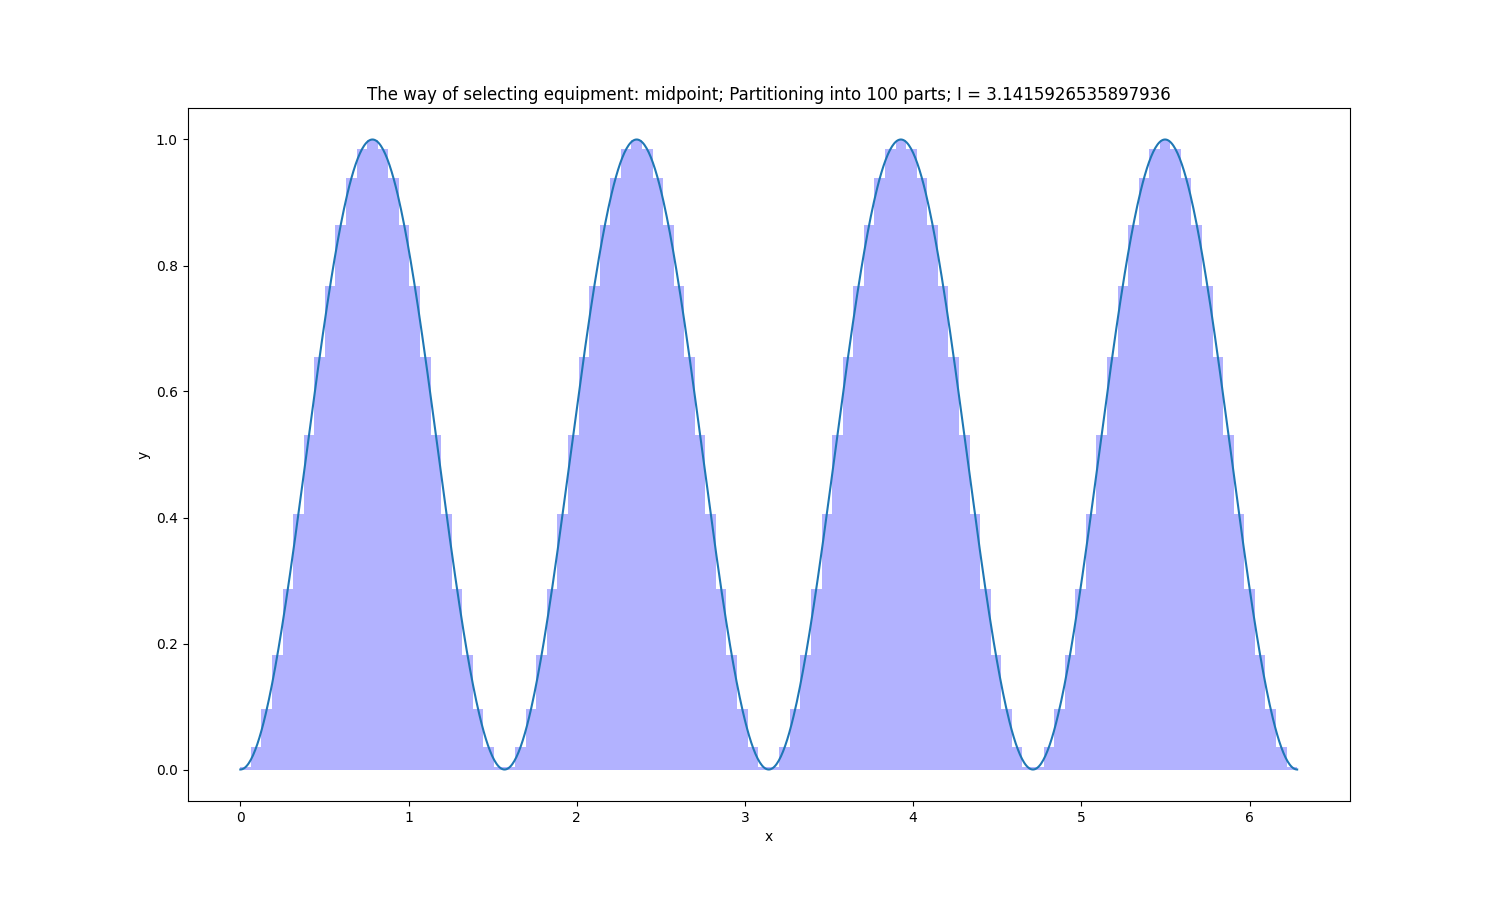 The way of selecting equipment: midpoint; Partitioning into 100 parts; I = 3.1415926535897936
1.0
0.8
0.6
0.4
0.2
0.0
y
0 1 2 3 4 5 6
x